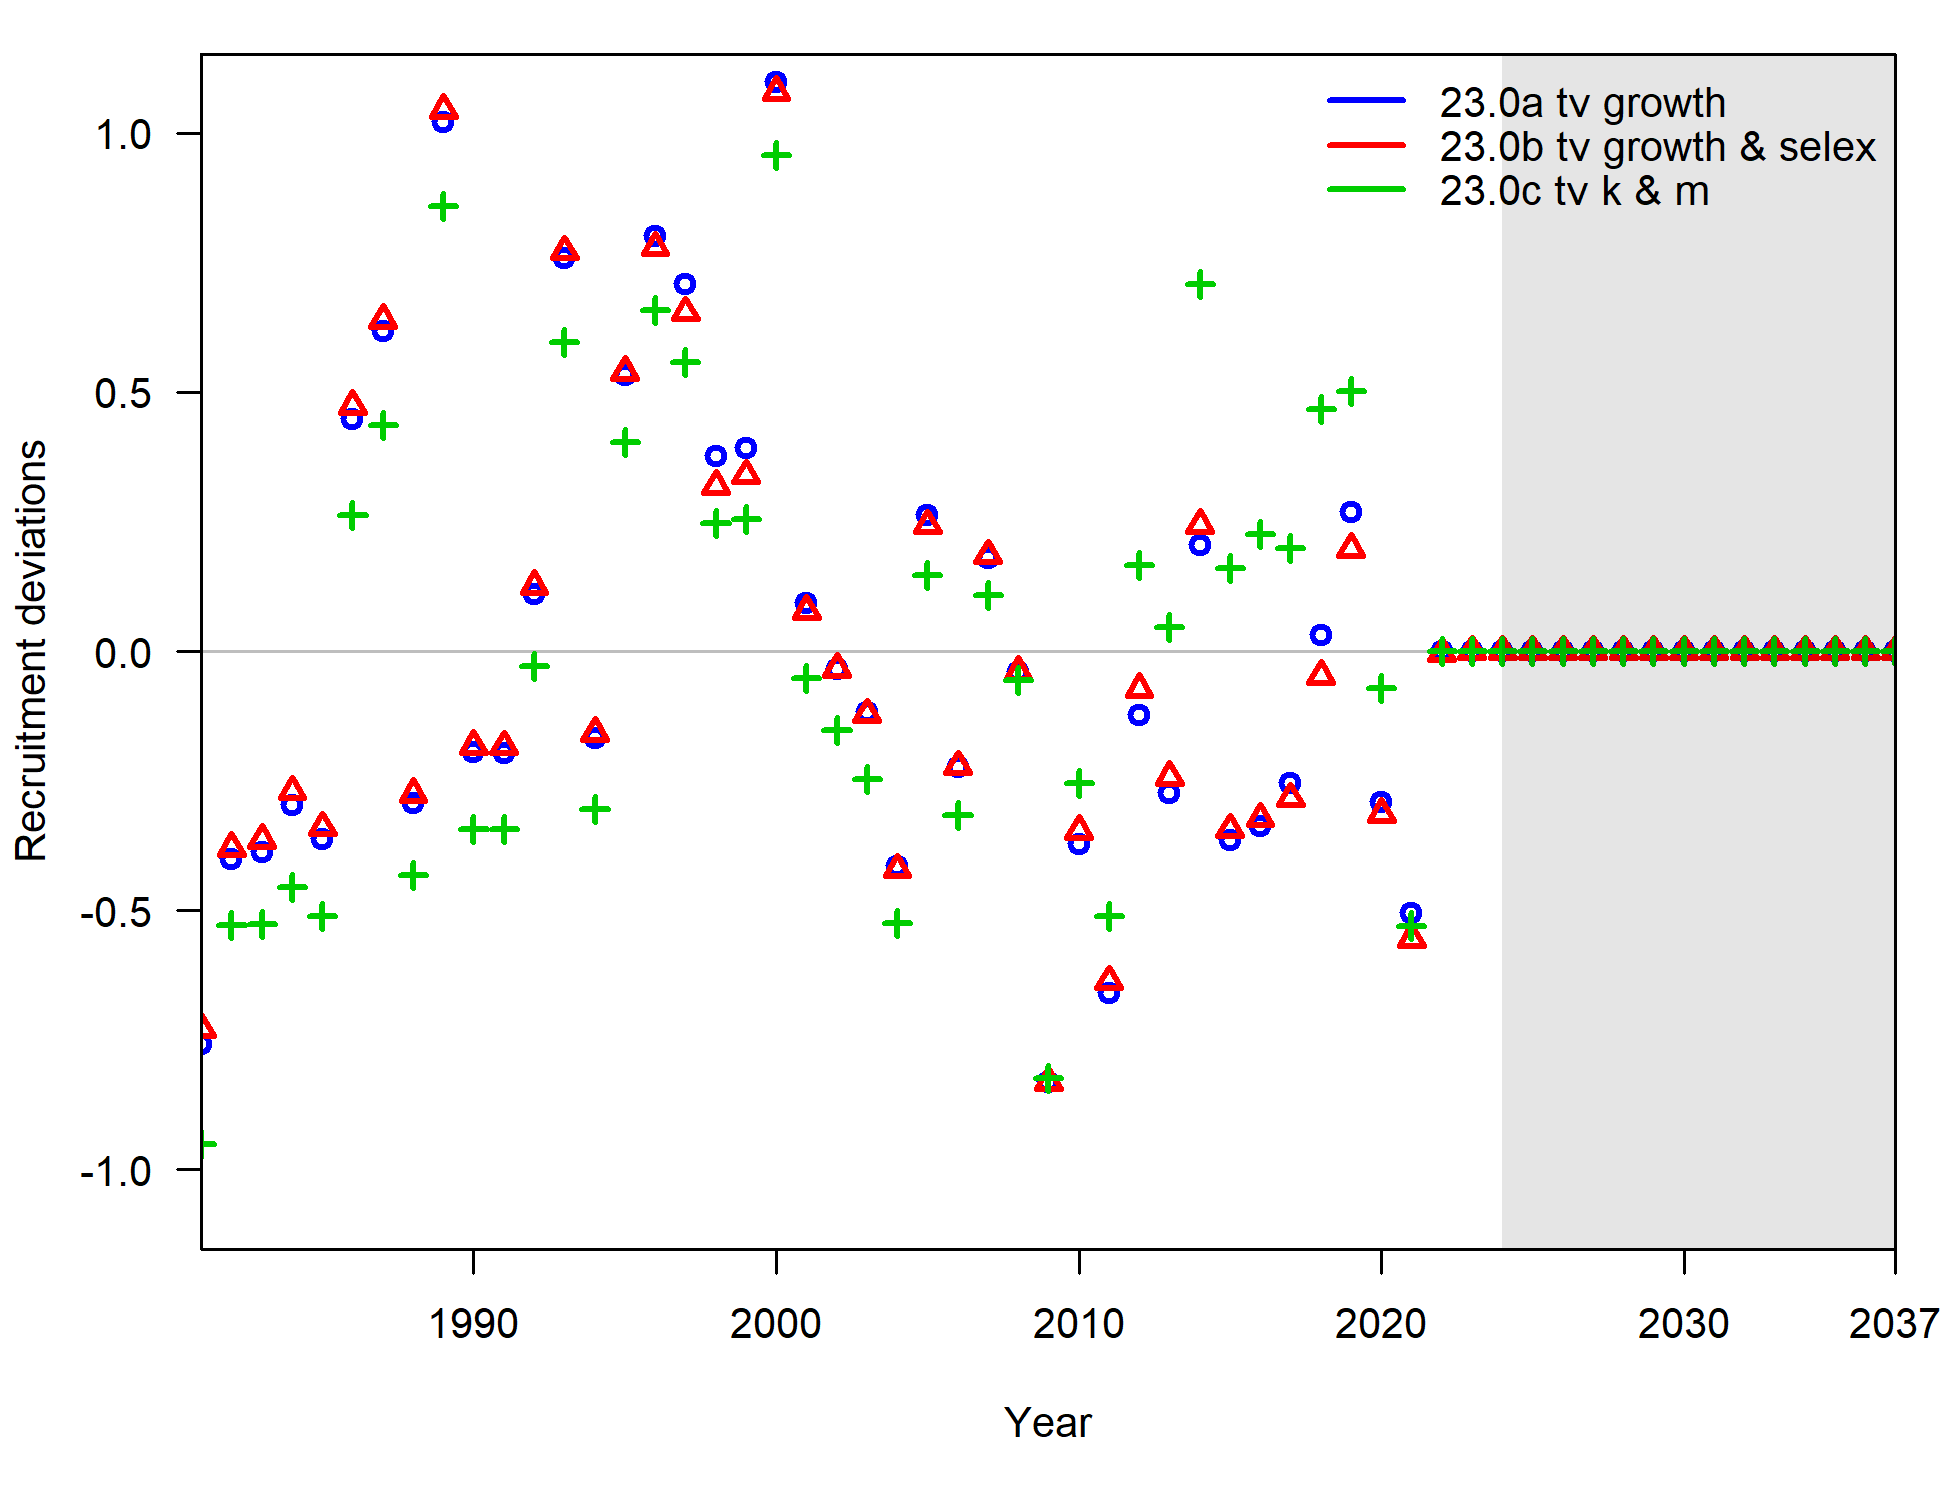 23.0a tv growth
23.0b tv growth & selex
23.0c tv k & m
1.0
0.5
0.0
-0.5
-1.0
Recruitment deviations
1990
2000
2010
2020
2030
2037
Year